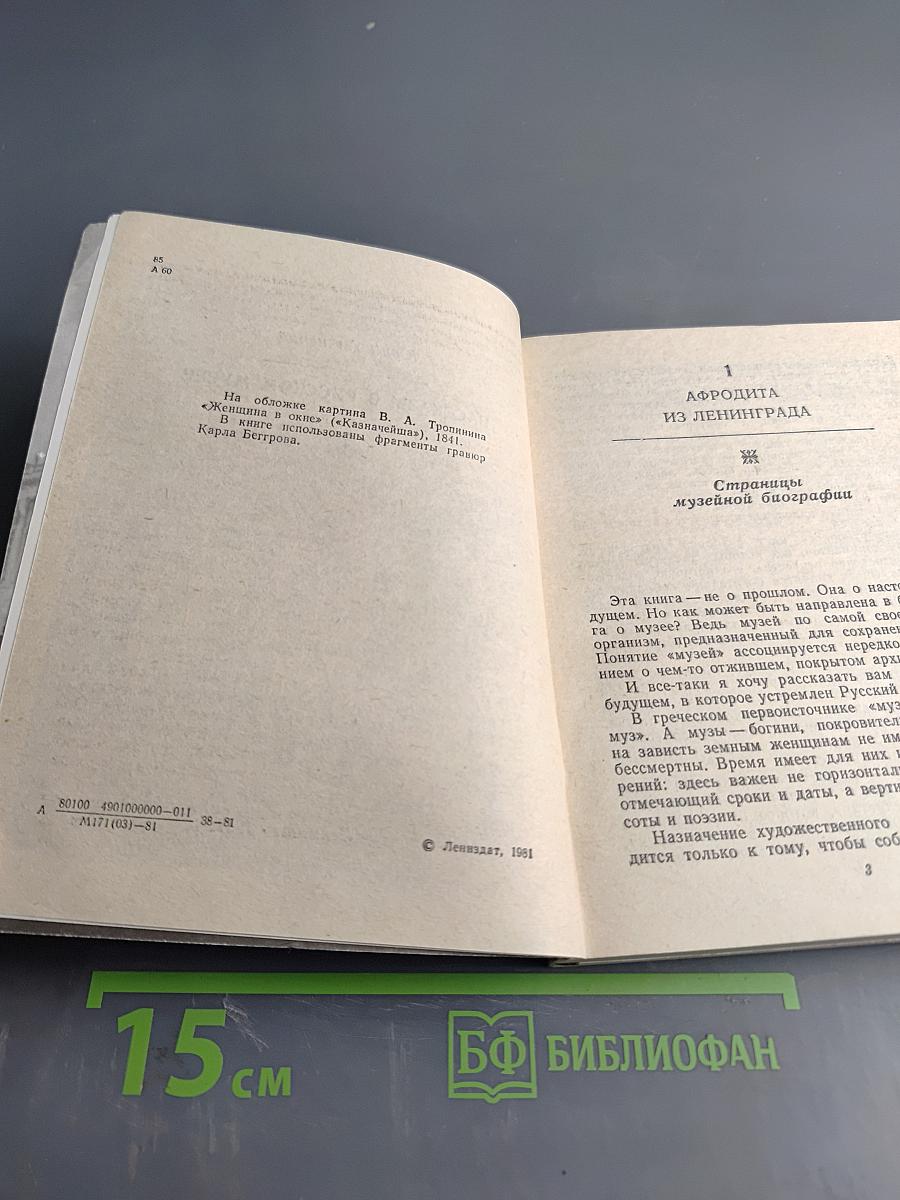 85
А 60
На обложке картина В. А. Тропинина
«Женщина в окне» («Казначейша»), 1841.
В книге использованы фрагменты гравюр
Карла Беггрова.
А 80100 4901000000—011 38—81
М171(03)—81
© Лениздат, 1981
1
АФРОДИТА
ИЗ ЛЕНИНГРАДА
Страницы
музейной биографии
Эта книга — не о прошлом. Она о насто
дущем. Но как может быть направлена в б
га о музее? Ведь музей по самой свое
организм, предназначенный для сохранен
Понятие «музей» ассоциируется нередко
нием о чем-то отжившем, покрытом архи
И все-таки я хочу рассказать вам
будущем, в которое устремлен Русский
В греческом первоисточнике «муз
муз». А музы — богини, покровител
на зависть земным женщинам не им
бессмертны. Время имеет для них
рений: здесь важен не горизонтал
отмечающий сроки и даты, а верти
соты и поэзии.
Назначение художественного
дится только к тому, чтобы соб
3
15 см
БФ БИБЛИОФАН